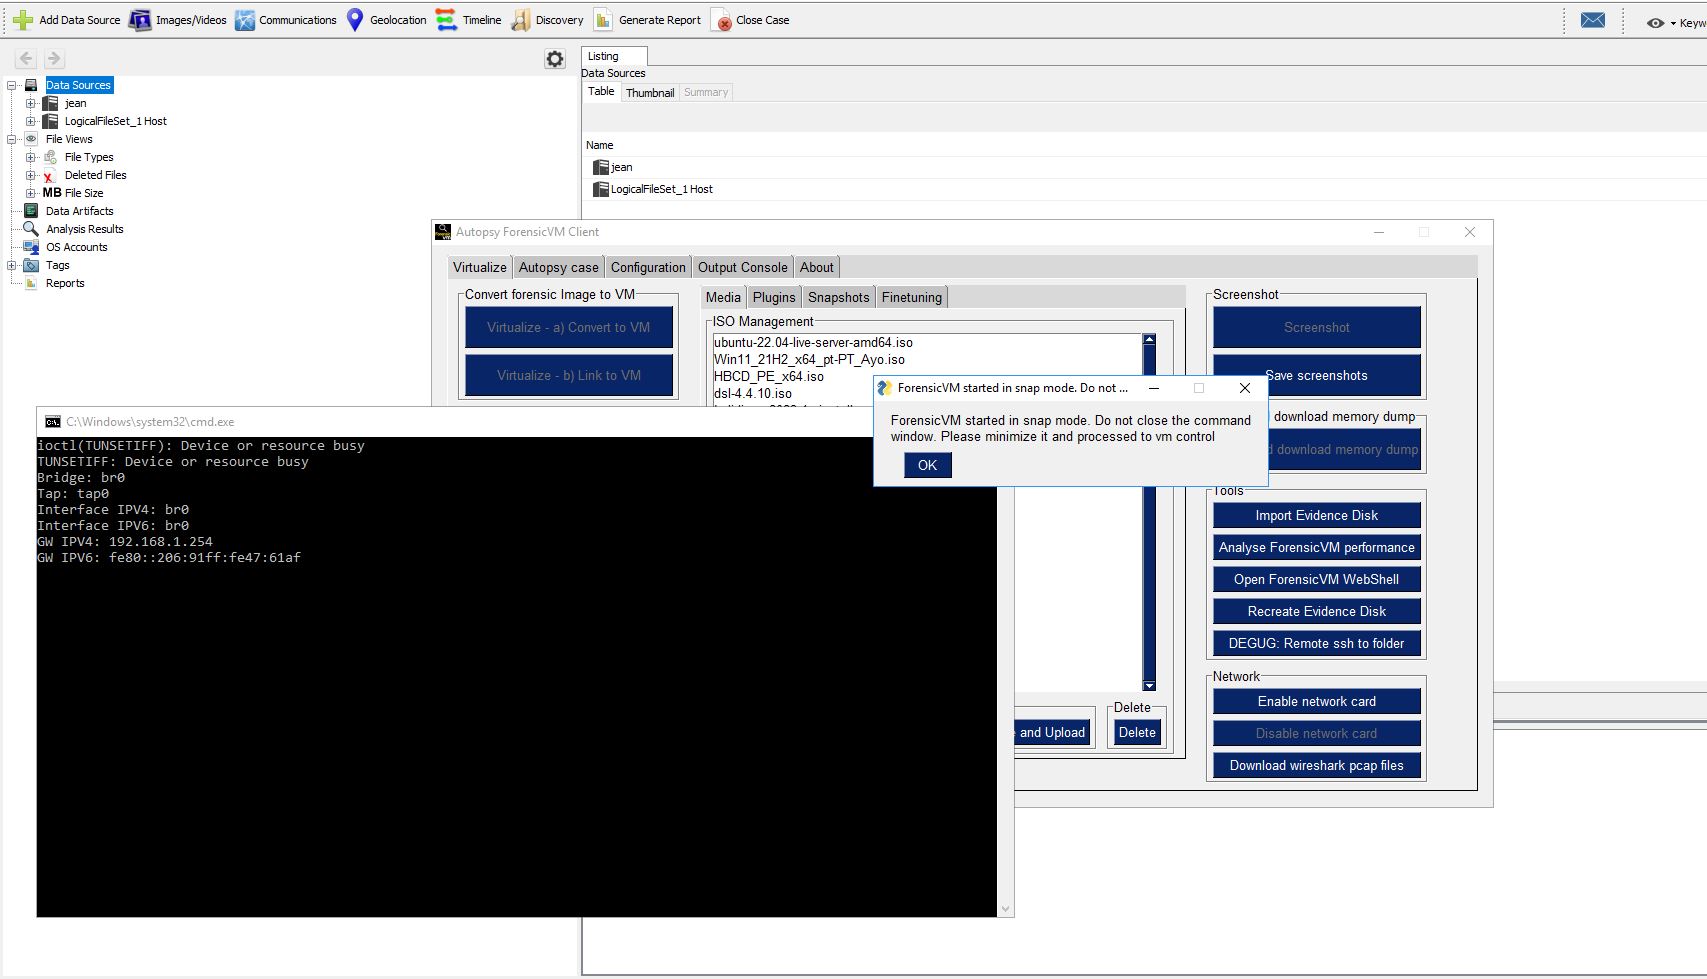 Add Data Source Images/Videos Communications Geolocation Timeline Discovery Generate Report Close Case
Keyw
Data Sources
jean
LogicalFileSet_1 Host
File Views
File Types
Deleted Files
MB File Size
Data Artifacts
Analysis Results
OS Accounts
Tags
Reports
Listing
Data Sources
Table Thumbnail Summary
Name
jean
LogicalFileSet_1 Host
Autopsy ForensicVM Client
Virtualize Autopsy case Configuration Output Console About
Convert forensic Image to VM
Virtualize - a) Convert to VM
Virtualize - b) Link to VM
Media Plugins Snapshots Finetuning
ISO Management
ubuntu-22.04-live-server-amd64.iso
Win11_21H2_x64_pt-PT_Ayo.iso
HBCD_PE_x64.iso
dsl-4.4.10.iso
Screenshot
Screenshot
Save screenshots
download memory dump
d download memory dump
Tools
Import Evidence Disk
Analyse ForensicVM performance
Open ForensicVM WebShell
Recreate Evidence Disk
DEGUG: Remote ssh to folder
Network
Enable network card
Disable network card
Download wireshark pcap files
and Upload
Delete
Delete
ForensicVM started in snap mode. Do not ...
ForensicVM started in snap mode. Do not close the command
window. Please minimize it and processed to vm control
OK
C:\Windows\system32\cmd.exe
ioctl(TUNSETIFF): Device or resource busy
TUNSETIFF: Device or resource busy
Bridge: br0
Tap: tap0
Interface IPV4: br0
Interface IPV6: br0
GW IPV4: 192.168.1.254
GW IPV6: fe80::206:91ff:fe47:61af